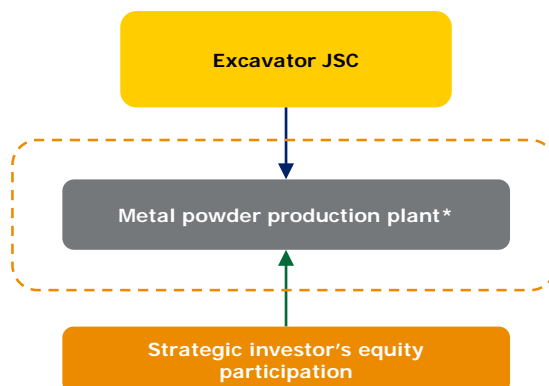 Excavator JSC
Metal powder production plant*
Strategic investor's equity
participation